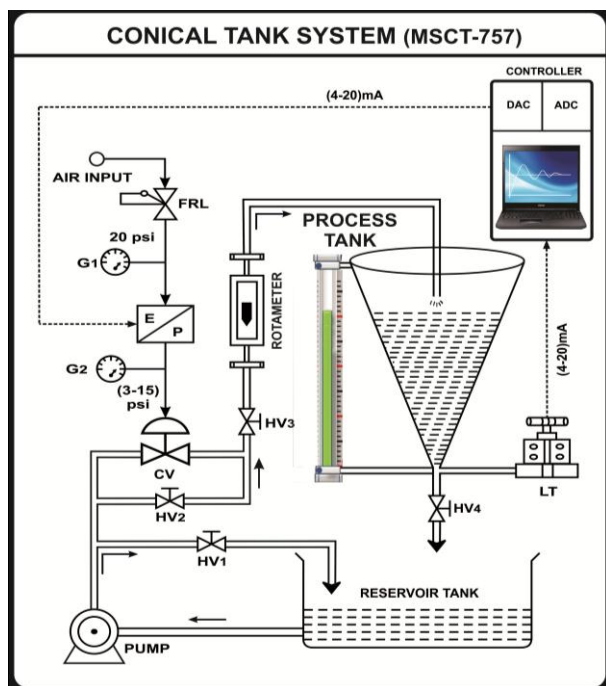 CONICAL TANK SYSTEM (MSCT-757)
CONTROLLER
DAC
ADC
(4-20)mA
AIR INPUT
FRL
20 psi
G1
E
P
G2
(3-15)
psi
CV
HV2
HV1
PUMP
ROTAMETER
HV3
PROCESS
TANK
(4-20)mA
LT
HV4
RESERVOIR TANK